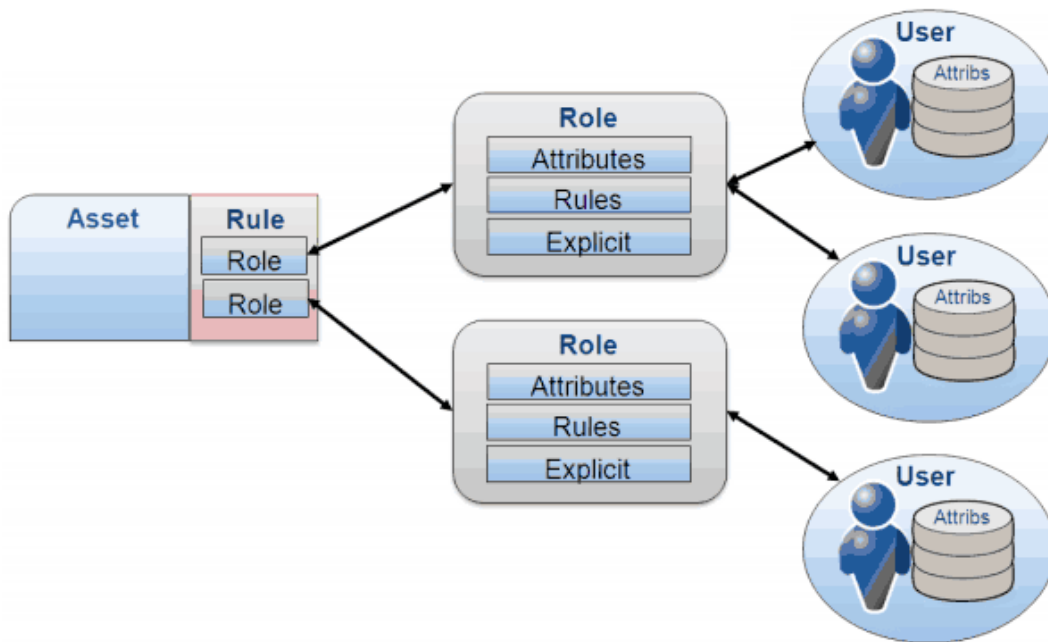 Asset
Rule
Role
Role
Role
Attributes
Rules
Explicit
Role
Attributes
Rules
Explicit
User
Attribs
User
Attribs
User
Attribs